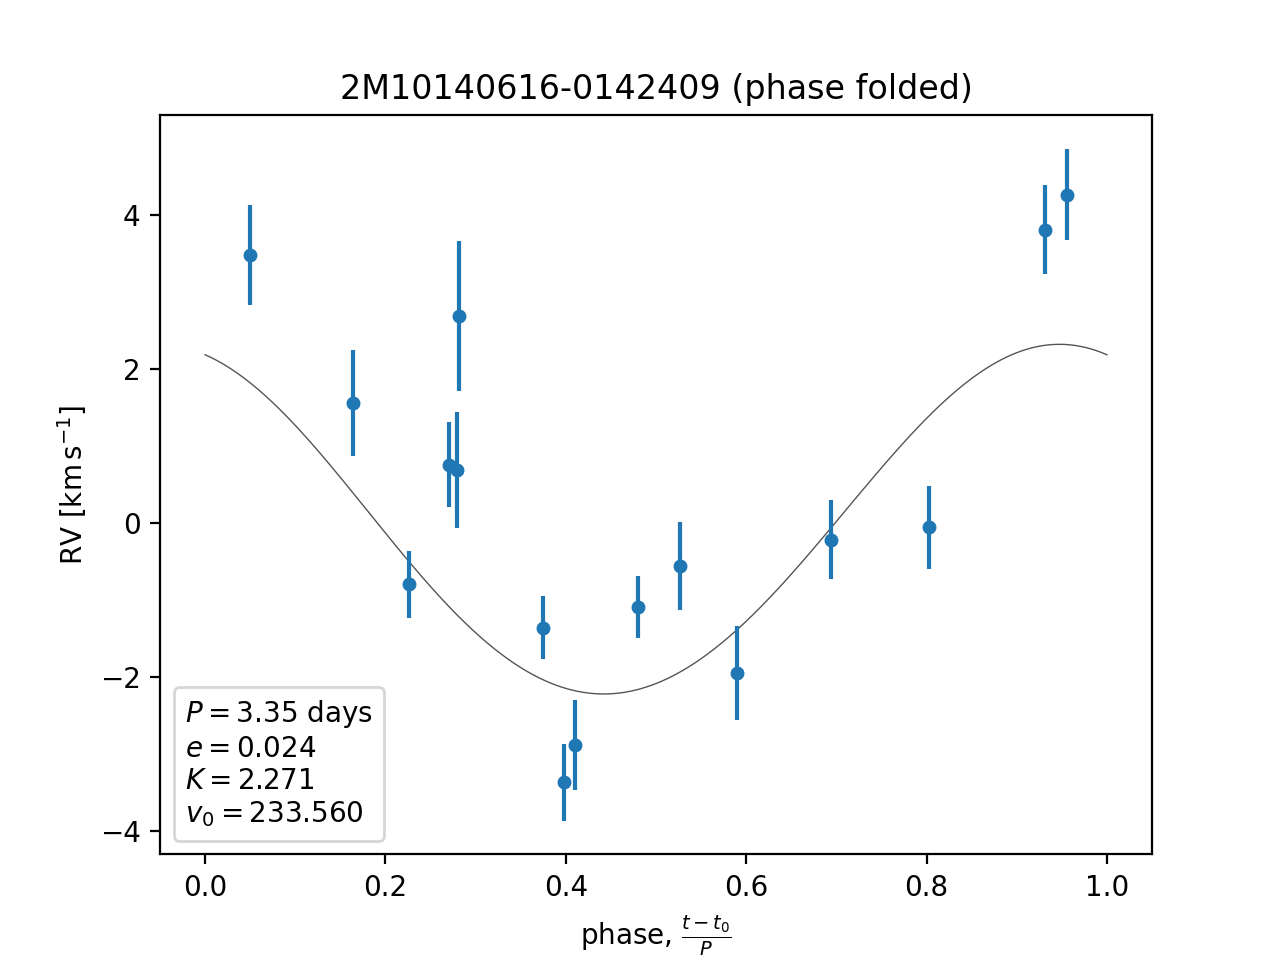 2M10140616-0142409 (phase folded)
RV [km s⁻¹]
4
2
0
−2
−4
P = 3.35 days
e = 0.024
K = 2.271
v₀ = 233.560
0.0 0.2 0.4 0.6 0.8 1.0
phase, (t − t₀)/P